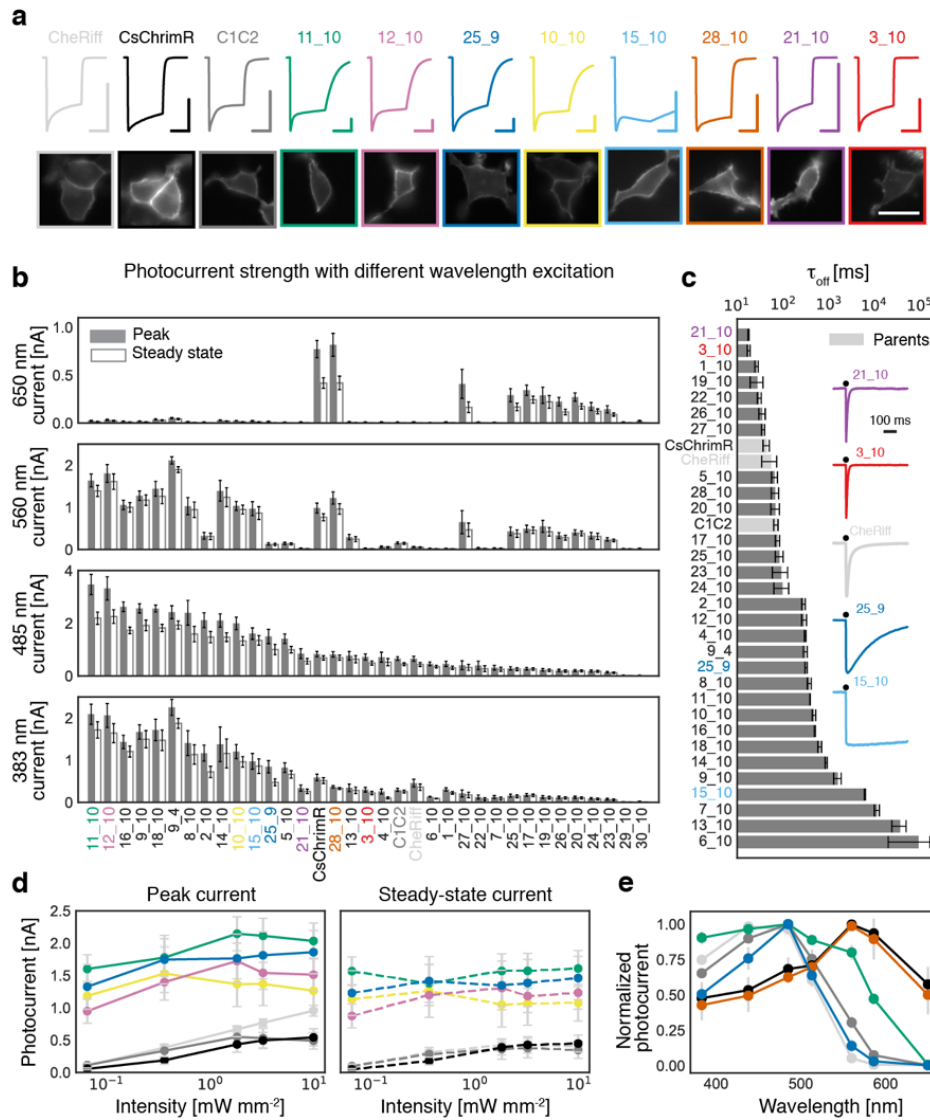 a
CheRiff CsChrimR C1C2 11_10 12_10 25_9 10_10 15_10 28_10 21_10 3_10
b
Photocurrent strength with different wavelength excitation
650 nm
current [nA]
1.0
0.5
0
Peak
Steady state
560 nm
current [nA]
2
1
0
485 nm
current [nA]
4
2
0
383 nm
current [nA]
2
1
0
11_10
12_10
16_10
9_10
18_10
9_4
8_10
2_10
14_10
10_10
15_10
25_9
5_10
21_10
CsChrimR
28_10
13_10
3_10
4_10
C1C2
CheRiff
6_10
1_10
27_10
22_10
7_10
25_10
17_10
19_10
26_10
20_10
24_10
23_10
29_10
30_10
c
τoff [ms]
10¹ 10² 10³ 10⁴ 10⁵
21_10
3_10
1_10
19_10
22_10
26_10
27_10
CsChrimR
CheRiff
5_10
28_10
20_10
C1C2
17_10
25_10
23_10
24_10
2_10
12_10
4_10
9_4
25_9
8_10
11_10
10_10
16_10
18_10
14_10
9_10
15_10
7_10
13_10
6_10
Parents
21_10
100 ms
3_10
CheRiff
25_9
15_10
d
Peak current
Steady-state current
Photocurrent [nA]
2.5
2.0
1.5
1.0
0.5
0.0
10⁻¹ 10⁰ 10¹
Intensity [mW mm⁻²]
10⁻¹ 10⁰ 10¹
Intensity [mW mm⁻²]
e
Normalized
photocurrent
1.00
0.75
0.50
0.25
0.00
400 500 600
Wavelength [nm]